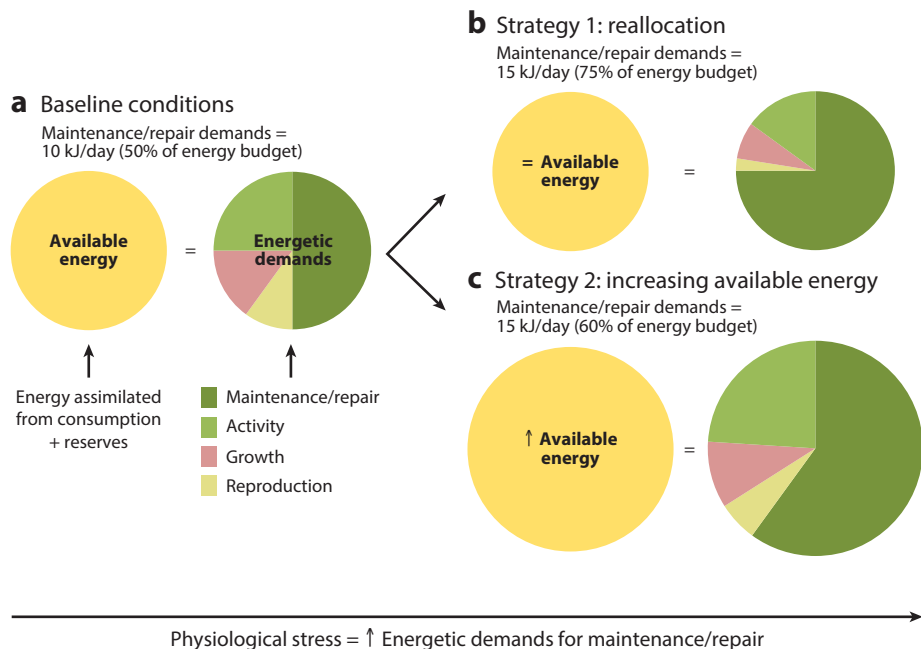 a Baseline conditions
Maintenance/repair demands =
10 kJ/day (50% of energy budget)
Available
energy
=
Energetic
demands
Energy assimilated
from consumption
+ reserves
Maintenance/repair
Activity
Growth
Reproduction
b Strategy 1: reallocation
Maintenance/repair demands =
15 kJ/day (75% of energy budget)
= Available
energy
=
c Strategy 2: increasing available energy
Maintenance/repair demands =
15 kJ/day (60% of energy budget)
↑ Available
energy
=
Physiological stress = ↑ Energetic demands for maintenance/repair